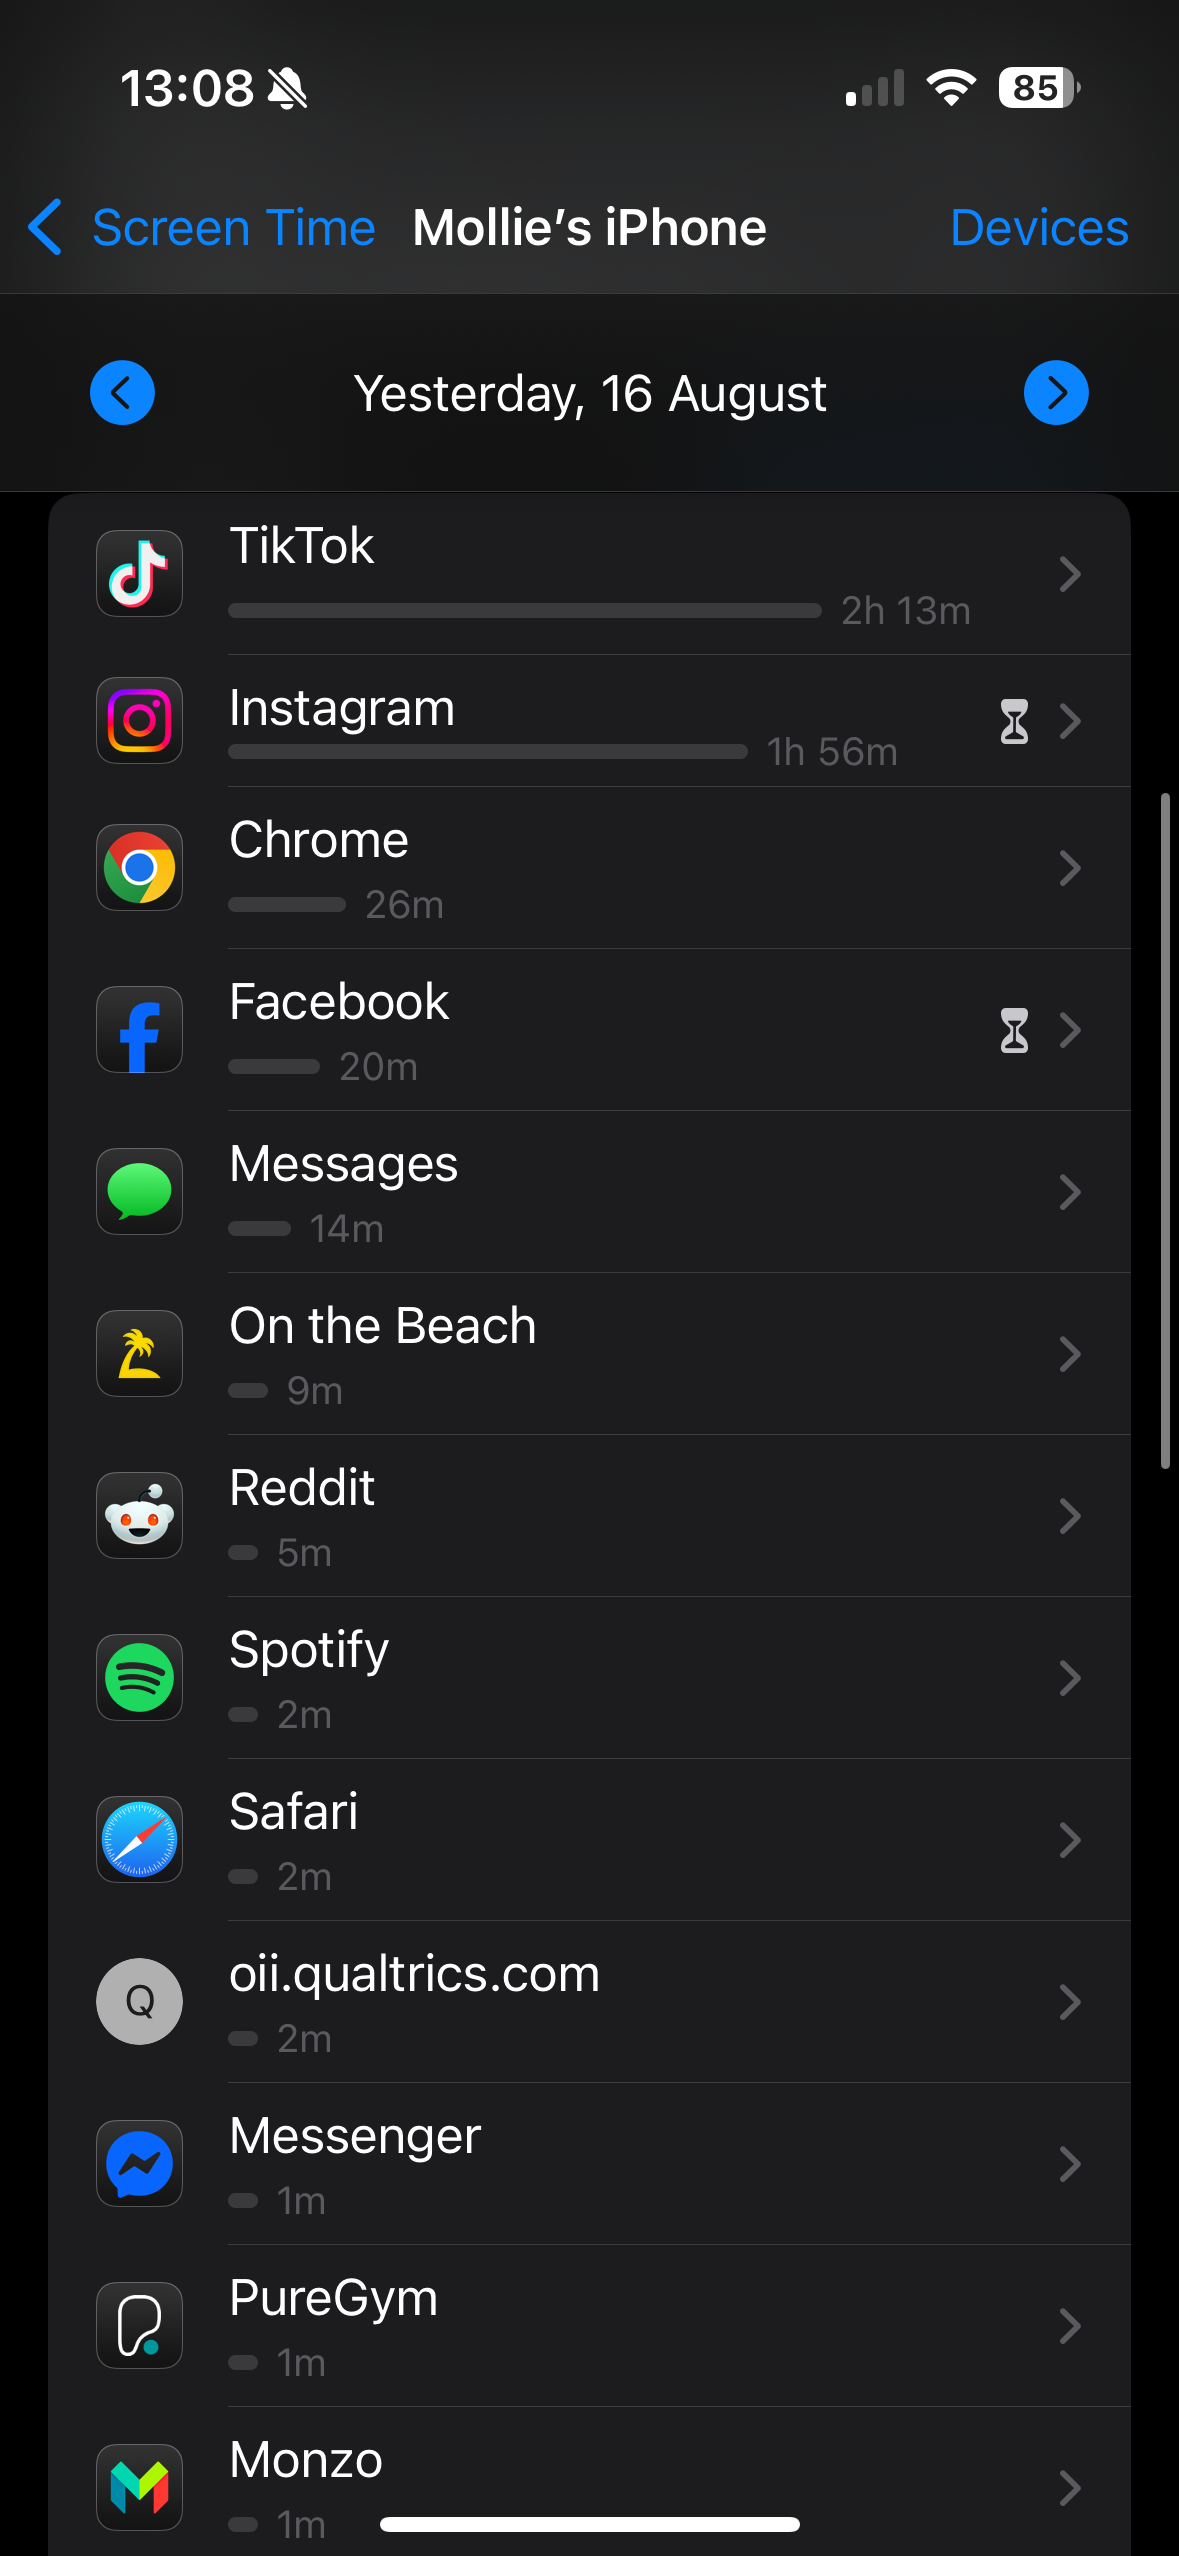 13:08
85
Screen Time
Mollie’s iPhone
Devices
Yesterday, 16 August
TikTok
2h 13m
Instagram
1h 56m
Chrome
26m
Facebook
20m
Messages
14m
On the Beach
9m
Reddit
5m
Spotify
2m
Safari
2m
Q
oii.qualtrics.com
2m
Messenger
1m
PureGym
1m
Monzo
1m